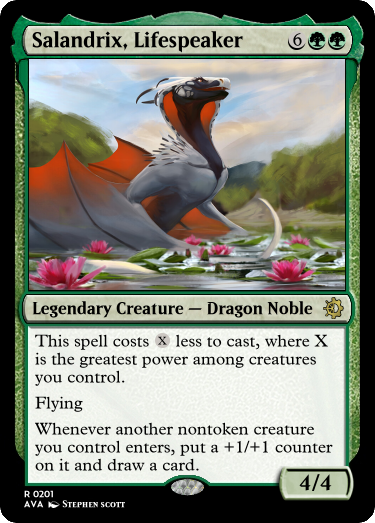 Salandrix, Lifespeaker 6
Legendary Creature — Dragon Noble
This spell costs X less to cast, where X
is the greatest power among creatures
you control.
Flying
Whenever another nontoken creature
you control enters, put a +1/+1 counter
on it and draw a card.
4/4
R 0201
AVA Stephen scott